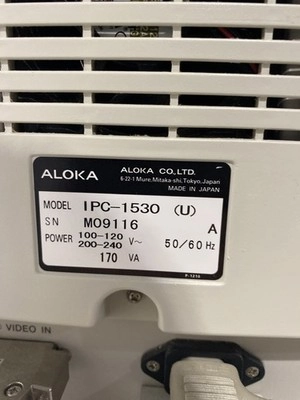 ALOKA
ALOKA CO., LTD.
6-22-1 Mure, Mitaka-shi, Tokyo, Japan
MADE IN JAPAN
MODEL IPC-1530 (U)
SN M09116 A
POWER 100-120 200-240 V~ 50/60 Hz
170 VA
VIDEO IN